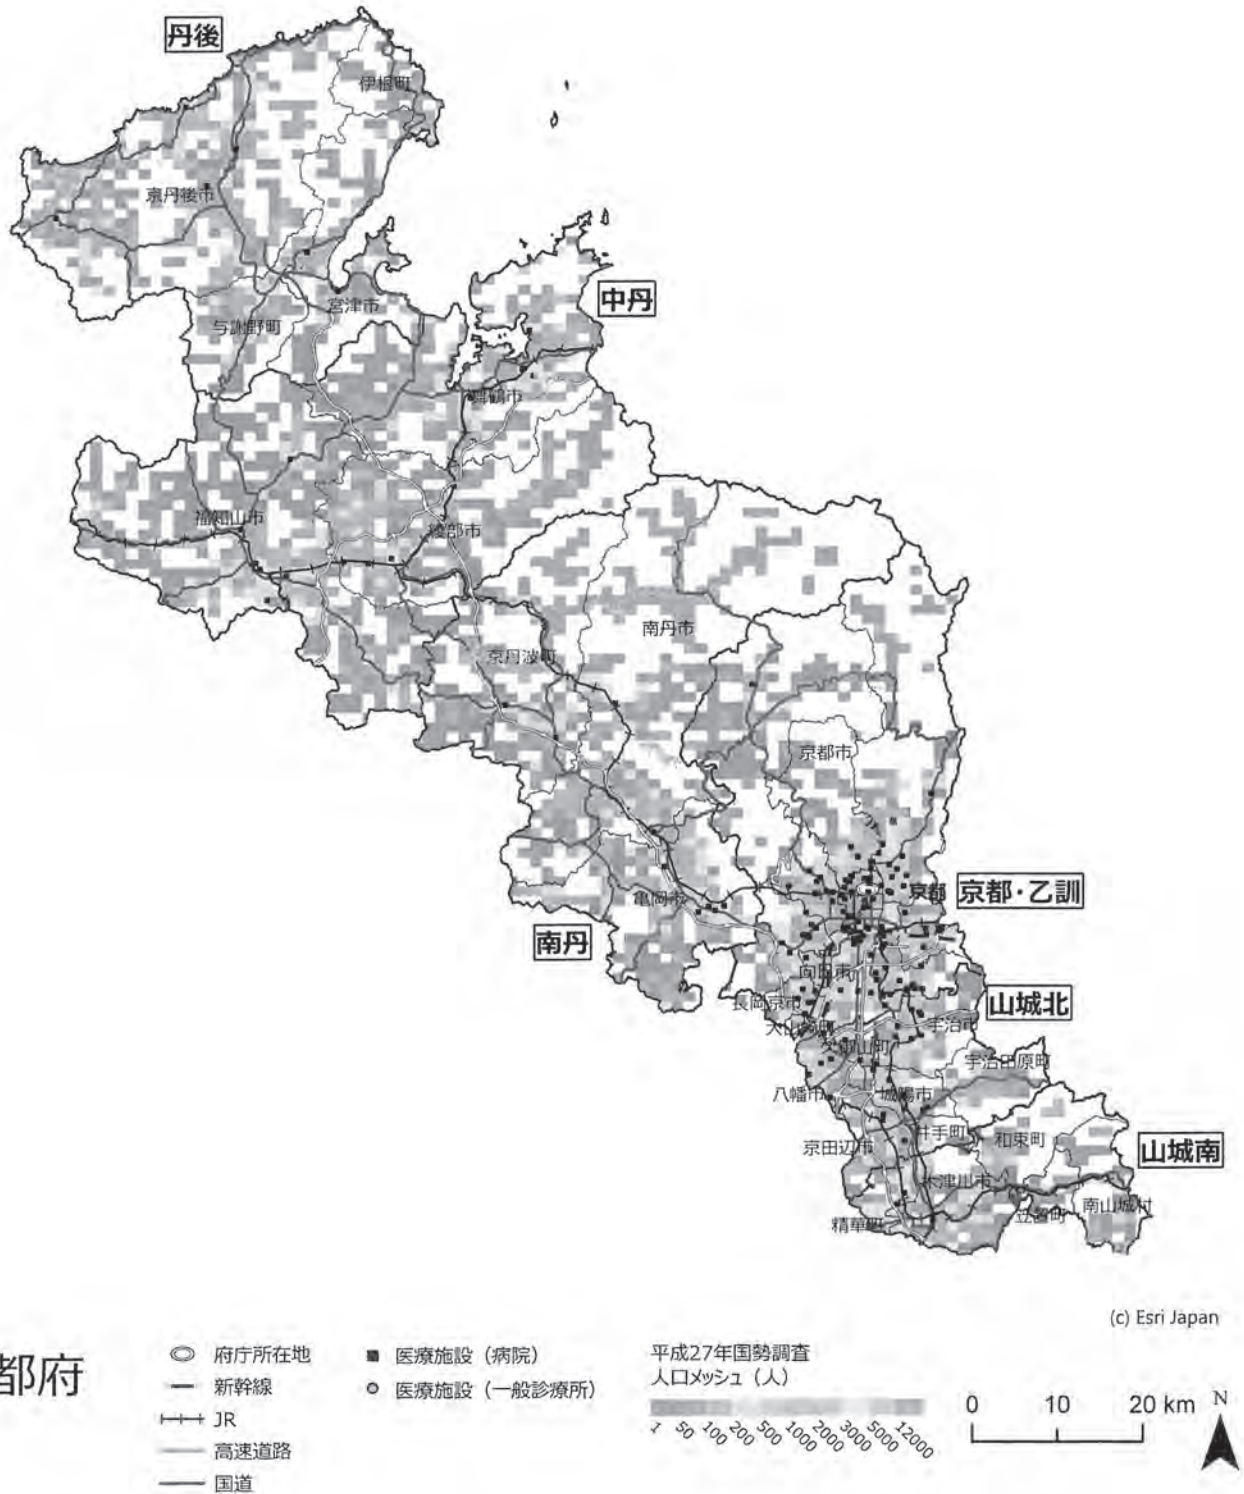 丹後
伊根町
京丹後市
中丹
宮津市
与謝野町
舞鶴市
福知山市
綾部市
南丹市
京丹波町
京都市
京都
京都・乙訓
亀岡市
南丹
向日市
長岡京市
山城北
大山崎町
宇治市
久御山町
宇治田原町
八幡市
城陽市
井手町
和束町
京田辺市
山城南
木津川市
南山城村
笠置町
精華町
(c) Esri Japan
都府
府庁所在地
新幹線
JR
高速道路
国道
医療施設（病院）
医療施設（一般診療所）
平成27年国勢調査
人口メッシュ（人）
1 50 100 200 500 1000 2000 3000 5000 12000
0 10 20 km
N